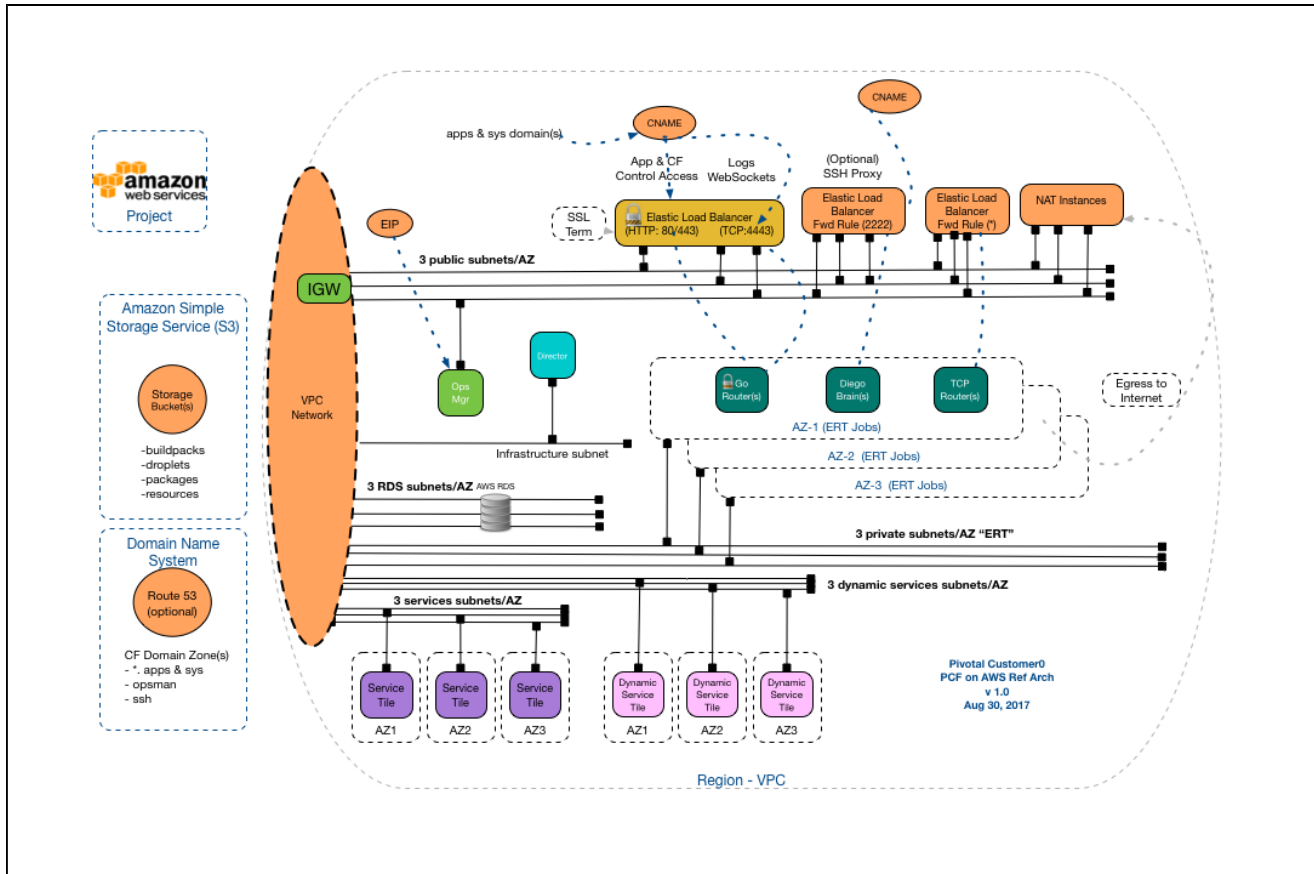 CNAME
CNAME
apps & sys domain(s)
amazon
web services
Project
App & CF
Control Access
Logs
WebSockets
(Optional)
SSH Proxy
SSL
Term
Elastic Load Balancer
(HTTP: 80/443)
(TCP:4443)
Elastic Load
Balancer
Fwd Rule (2222)
Elastic Load
Balancer
Fwd Rule (*)
NAT Instances
EIP
3 public subnets/AZ
IGW
Amazon Simple
Storage Service (S3)
Storage
Bucket(s)
-buildpacks
-droplets
-packages
-resources
VPC
Network
Ops
Mgr
Director
Go
Router(s)
Diego
Brain(s)
TCP
Router(s)
Egress to
Internet
AZ-1 (ERT Jobs)
AZ-2 (ERT Jobs)
AZ-3 (ERT Jobs)
Infrastructure subnet
3 RDS subnets/AZ
AWS RDS
3 private subnets/AZ “ERT”
3 dynamic services subnets/AZ
3 services subnets/AZ
Domain Name
System
Route 53
(optional)
CF Domain Zone(s)
- *. apps & sys
- opsman
- ssh
Service
Tile
AZ1
Service
Tile
AZ2
Service
Tile
AZ3
Dynamic
Service
Tile
AZ1
Dynamic
Service
Tile
AZ2
Dynamic
Service
Tile
AZ3
Pivotal Customer0
PCF on AWS Ref Arch
v 1.0
Aug 30, 2017
Region - VPC